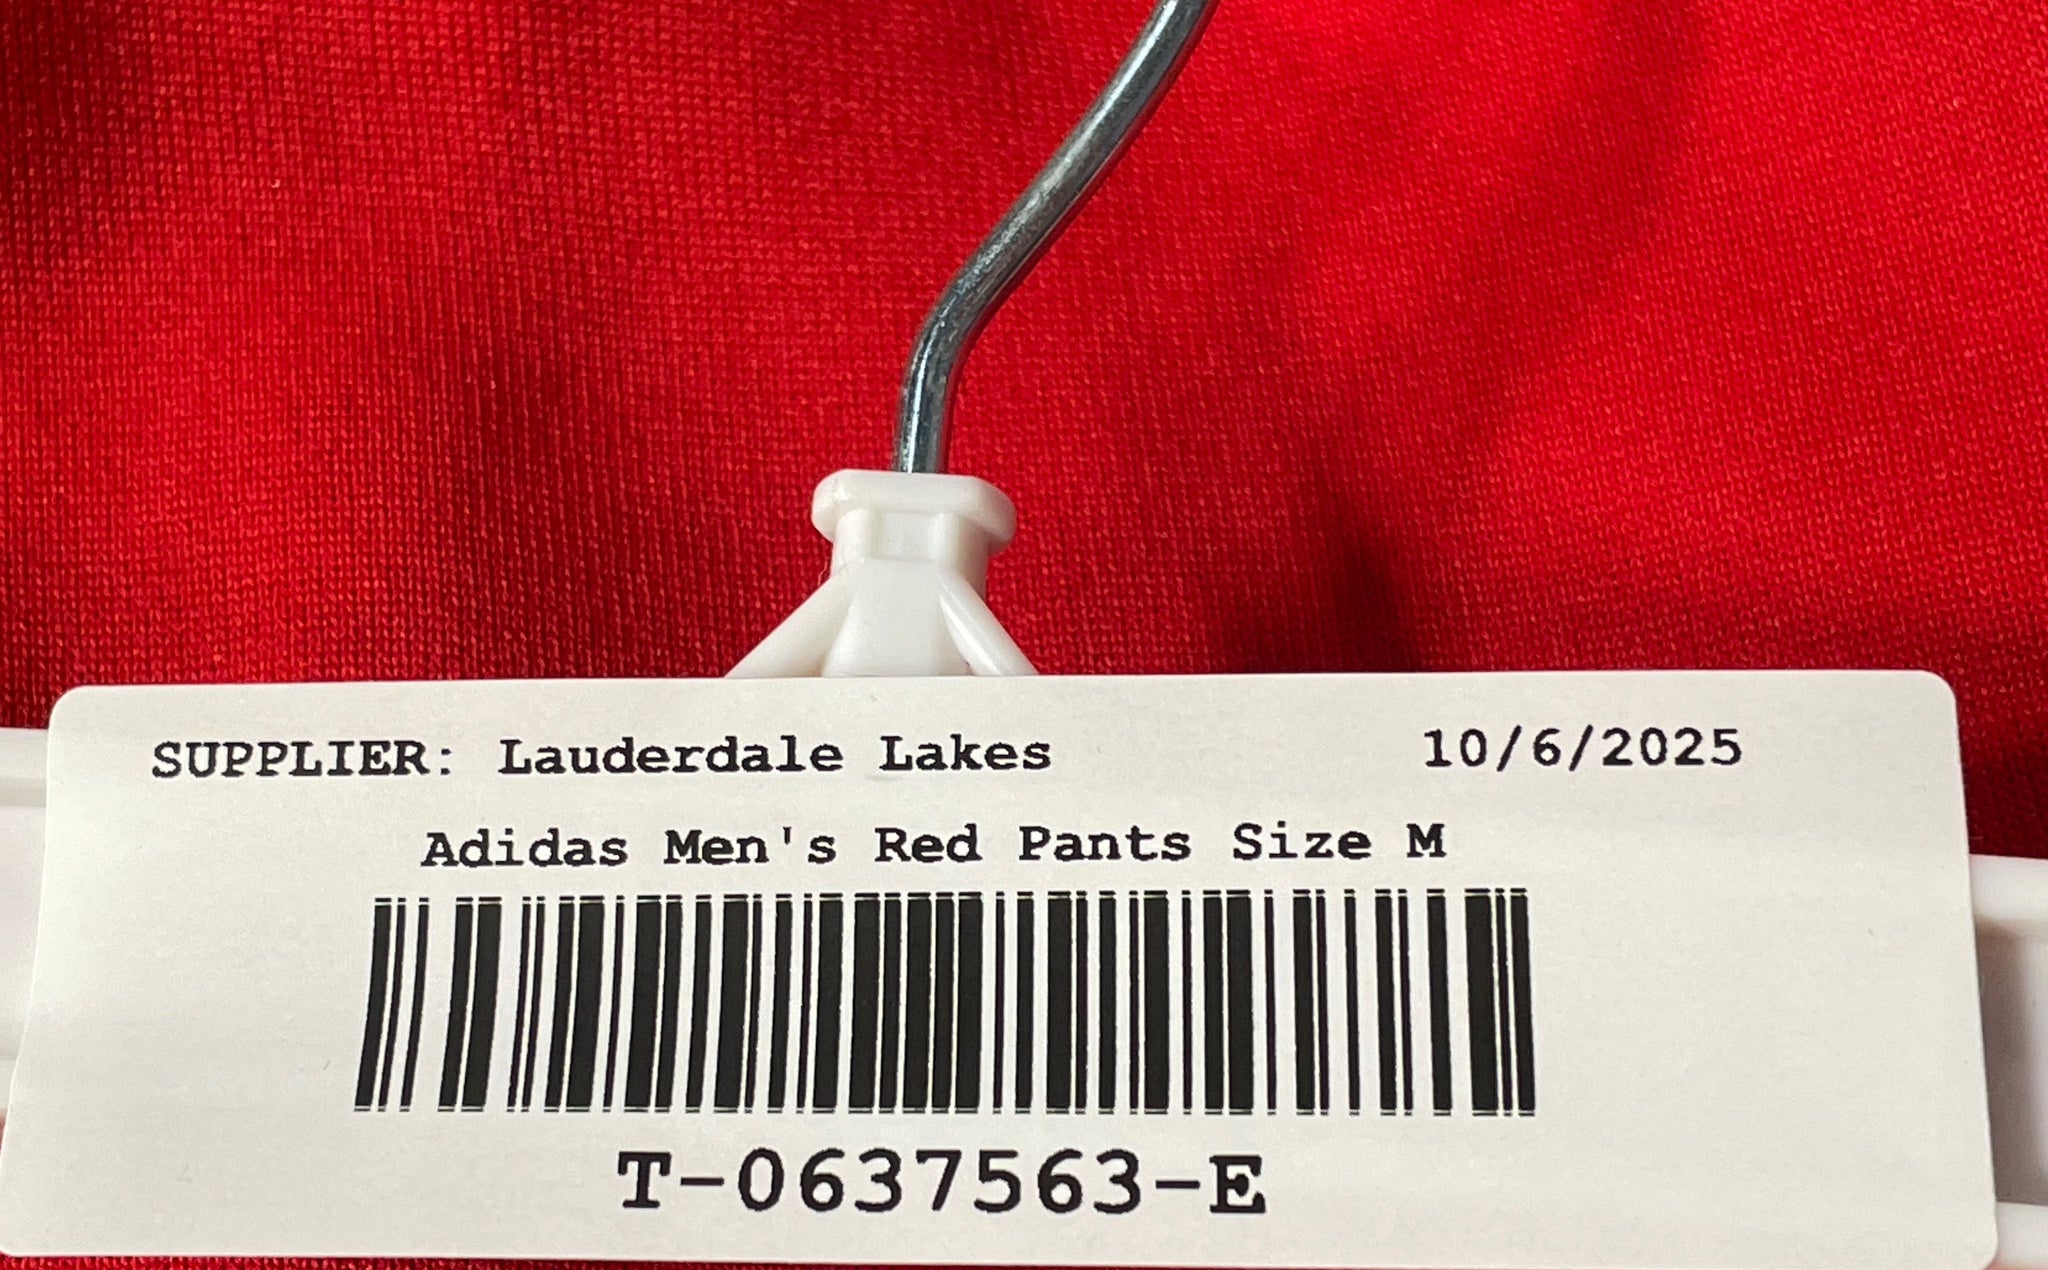 SUPPLIER: Lauderdale Lakes 10/6/2025
Adidas Men's Red Pants Size M
T-0637563-E